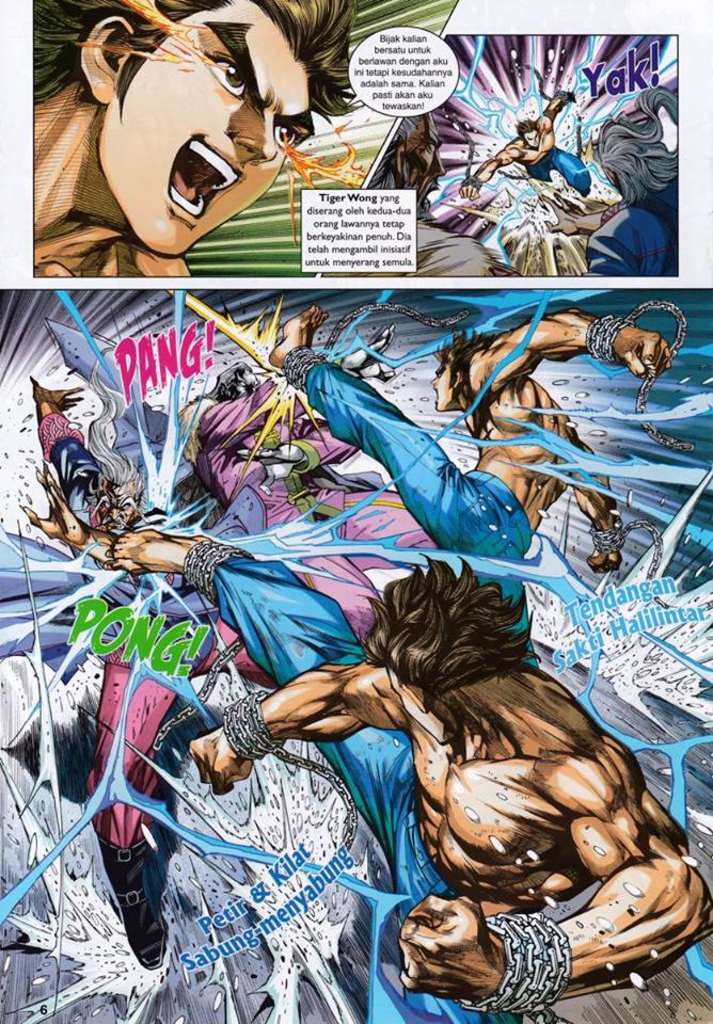 Bijak kalian
bersatu untuk
berlawan dengan aku
ini tetapi kesudahannya
adalah sama. Kalian
pasti akan aku
tewaskan!
Yak!
Tiger Wong yang
diserang oleh kedua-dua
orang lawannya tetap
berkeyakinan penuh. Dia
telah mengambil inisiatif
untuk menyerang semula.
PANG!
PONG!
Tendangan
Sakti Halilintar
Petir & Kilat
Sabung-menyabung
6